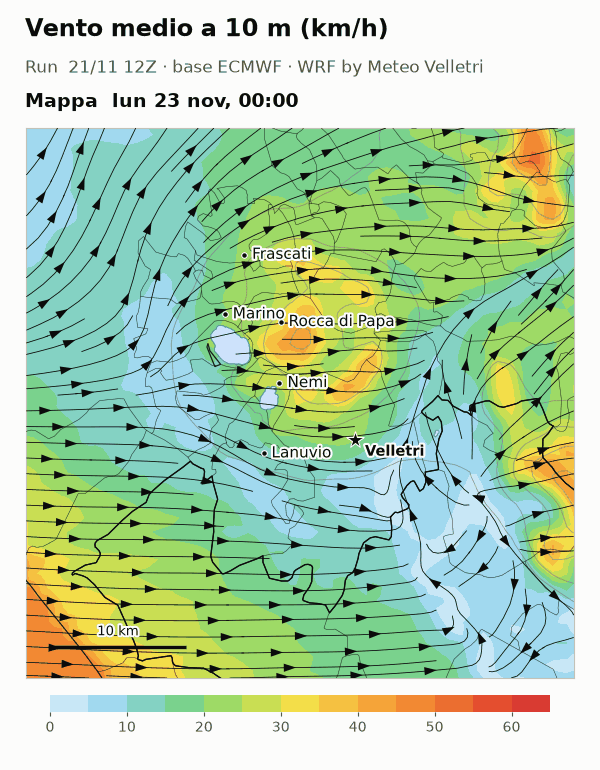 Vento medio a 10 m (km/h)
Run  21/11 12Z · base ECMWF · WRF by Meteo Velletri
Mappa  lun 23 nov, 00:00
Frascati
Marino
Rocca di Papa
Nemi
Velletri
Lanuvio
10 km
0 10 20 30 40 50 60